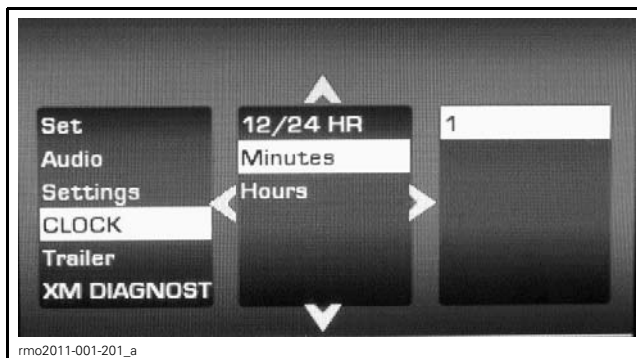 Set
Audio
Settings
CLOCK
Trailer
XM DIAGNOST
12/24 HR
Minutes
Hours
1
rmo2011-001-201_a